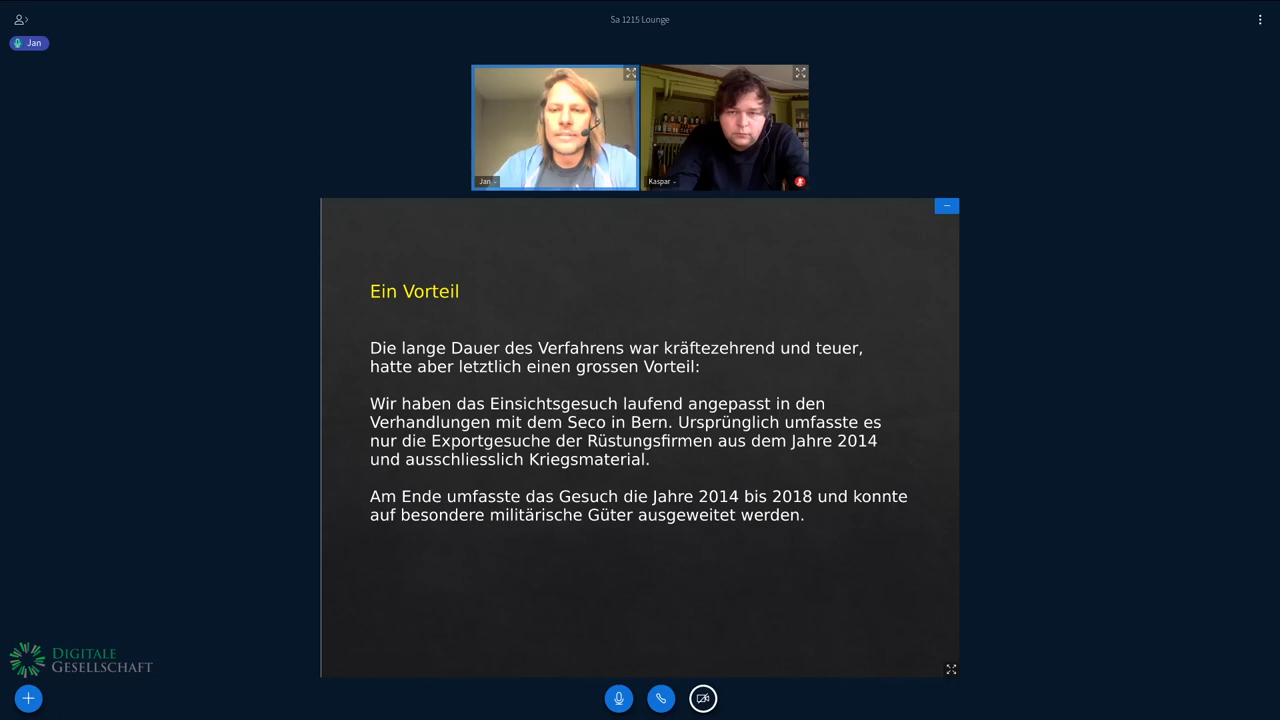 Sa 1215 Lounge
Jan
Jan
Kaspar
Ein Vorteil
Die lange Dauer des Verfahrens war kräftezehrend und teuer,
hatte aber letztlich einen grossen Vorteil:
Wir haben das Einsichtsgesuch laufend angepasst in den
Verhandlungen mit dem Seco in Bern. Ursprünglich umfasste es
nur die Exportgesuche der Rüstungsfirmen aus dem Jahre 2014
und ausschliesslich Kriegsmaterial.
Am Ende umfasste das Gesuch die Jahre 2014 bis 2018 und konnte
auf besondere militärische Güter ausgeweitet werden.
DIGITALE
GESELLSCHAFT